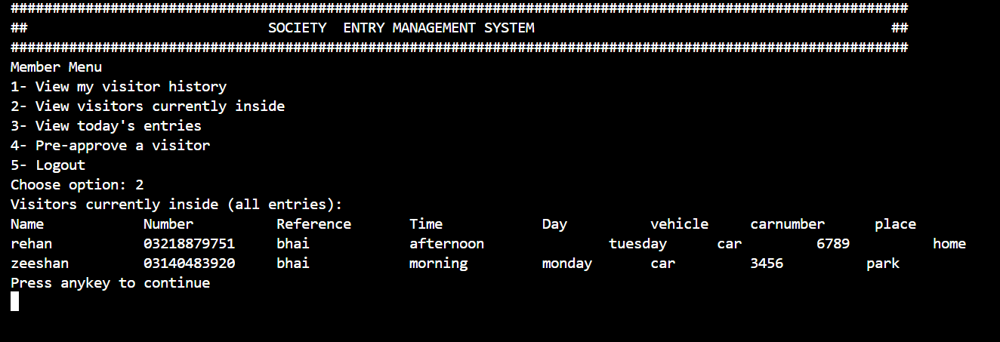 ############################################################################################################
##                             SOCIETY  ENTRY MANAGEMENT SYSTEM                                           ##
############################################################################################################
Member Menu
1- View my visitor history
2- View visitors currently inside
3- View today's entries
4- Pre-approve a visitor
5- Logout
Choose option: 2
Visitors currently inside (all entries):
Name            Number          Reference       Time            Day          vehicle     carnumber      place
rehan           03218879751     bhai            afternoon               tuesday      car         6789          home
zeeshan         03140483920     bhai            morning         monday       car         3456          park
Press anykey to continue